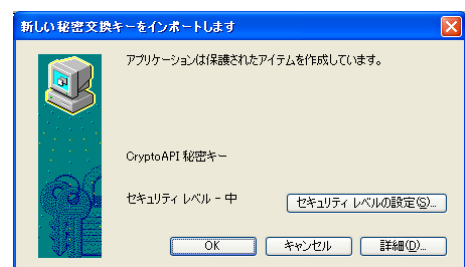 新しい秘密交換キーをインポートします
アプリケーションは保護されたアイテムを作成しています。
CryptoAPI 秘密キー
セキュリティ レベル - 中
セキュリティ レベルの設定(S)...
OK
キャンセル
詳細(D)...